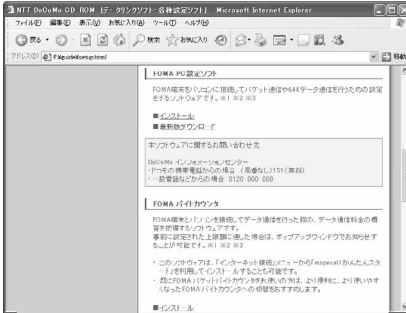 NTT DoCoMo CD-ROM [データリンクソフト・各種設定ソフト] - Microsoft Internet Explorer
ファイル(F) 編集(E) 表示(V) お気に入り(A) ツール(T) ヘルプ(H)
戻る 検索 お気に入り
アドレス(D) F:¥guide¥setup.html 移動
FOMA PC設定ソフト
FOMA端末をパソコンに接続してパケット通信や64Kデータ通信を行うための設定
をするソフトウェアです。※1 ※2 ※3
■インストール
■最新版ダウンロード
本ソフトウェアに関するお問い合わせ先
DoCoMo インフォメーションセンター
・ドコモの携帯電話からの場合 (局番なし)151(無料)
・一般電話などからの場合 0120-000-000
FOMA バイトカウンタ
FOMA端末とパソコンを接続してデータ通信を行った際の、データ通信料金の概
算を把握するソフトウェアです。
事前に設定された上限額に達した場合は、ポップアップウィンドウでお知らせす
ることが可能です。※1 ※2 ※3
・このソフトウェアは、「インターネット接続」メニューから「mopera Uかんたんスタ
ート」を利用してインストールすることも可能です。
・既にFOMA パケットバイトカウンタをお使いの方は、より便利に、より使いやす
くなったFOMA バイトカウンタへの切替をおすすめします。
■インストール